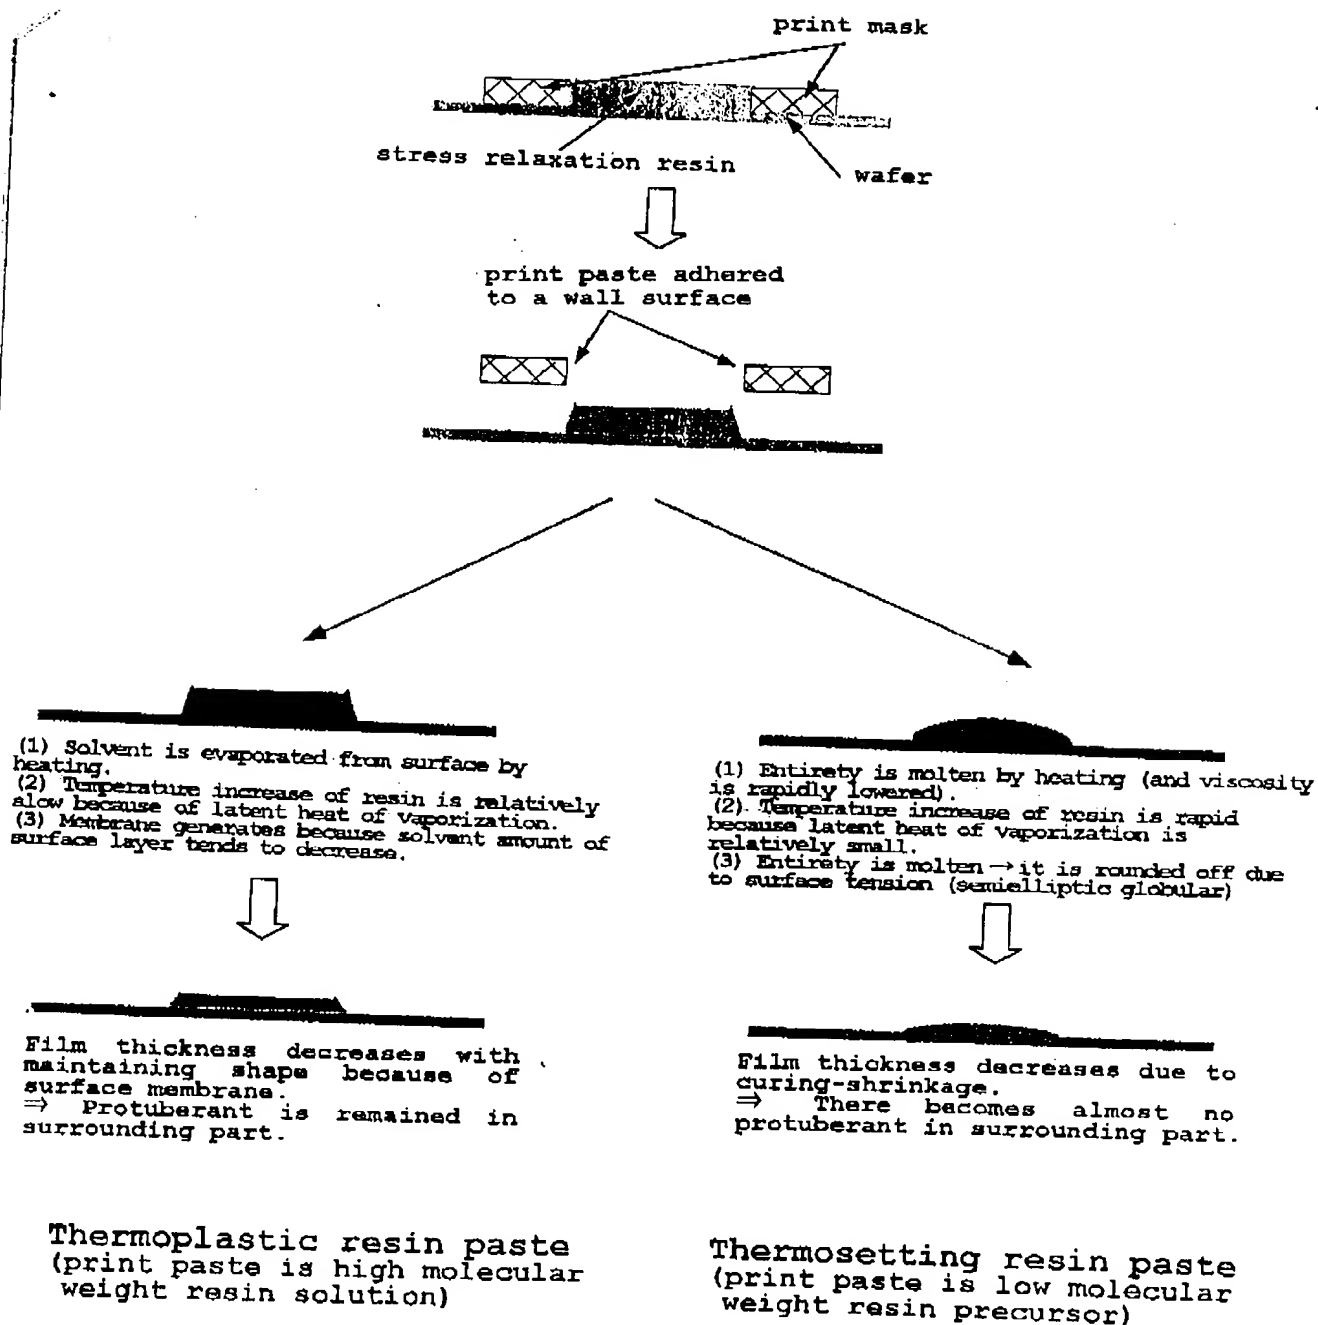 print mask
stress relaxation resin
wafer
print paste adhered
to a wall surface
(1) Solvent is evaporated from surface by
heating.
(2) Temperature increase of resin is relatively
slow because of latent heat of vaporization.
(3) Membrane generates because solvent amount of
surface layer tends to decrease.
Film thickness decreases with
maintaining shape because of
surface membrane.
⇒ Protuberant is remained in
surrounding part.
Thermoplastic resin paste
(print paste is high molecular
weight resin solution)
(1) Entirety is molten by heating (and viscosity
is rapidly lowered).
(2) Temperature increase of resin is rapid
because latent heat of vaporization is
relatively small.
(3) Entirety is molten → it is rounded off due
to surface tension (semielliptic globular)
Film thickness decreases due to
curing-shrinkage.
⇒ There becomes almost no
protuberant in surrounding part.
Thermosetting resin paste
(print paste is low molecular
weight resin precursor)